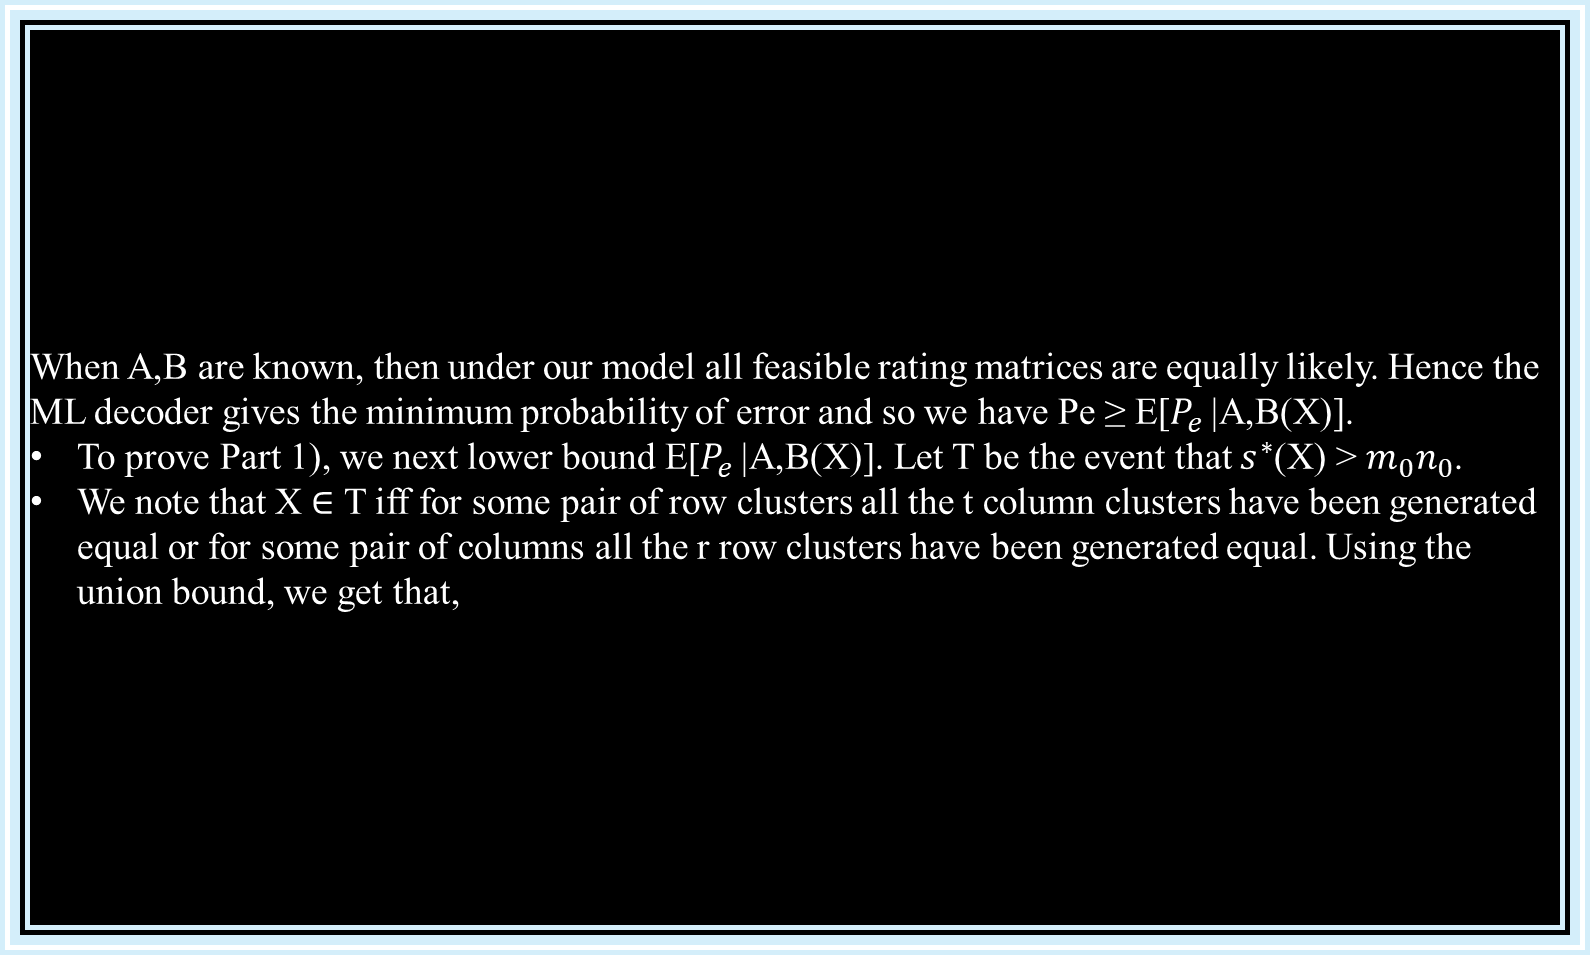 When A,B are known, then under our model all feasible rating matrices are equally likely. Hence the
ML decoder gives the minimum probability of error and so we have Pe ≥ E[𝑃𝑒 |A,B(X)].
• To prove Part 1), we next lower bound E[𝑃𝑒 |A,B(X)]. Let T be the event that 𝑠*(X) > 𝑚₀𝑛₀.
• We note that X ∈ T iff for some pair of row clusters all the t column clusters have been generated
equal or for some pair of columns all the r row clusters have been generated equal. Using the
union bound, we get that,